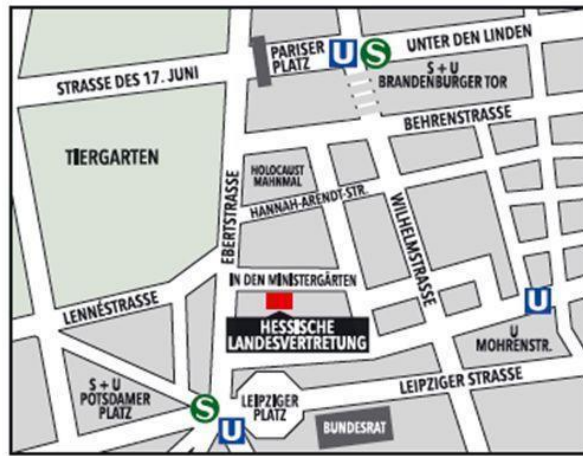 PARISER
PLATZ
U
S
UNTER DEN LINDEN
STRASSE DES 17. JUNI
S + U
BRANDENBURGER TOR
BEHRENSTRASSE
TIERGARTEN
HOLOCAUST
MAHNMAL
HANNAH-ARENDT-STR.
EBERTSTRASSE
WILHELMSTRASSE
IN DEN MINISTERGÄRTEN
LENNÉSTRASSE
HESSISCHE
LANDESVERTRETUNG
U
U
MOHRENSTR.
S + U
POTSDAMER
PLATZ
S
U
LEIPZIGER
PLATZ
LEIPZIGER STRASSE
BUNDESRAT